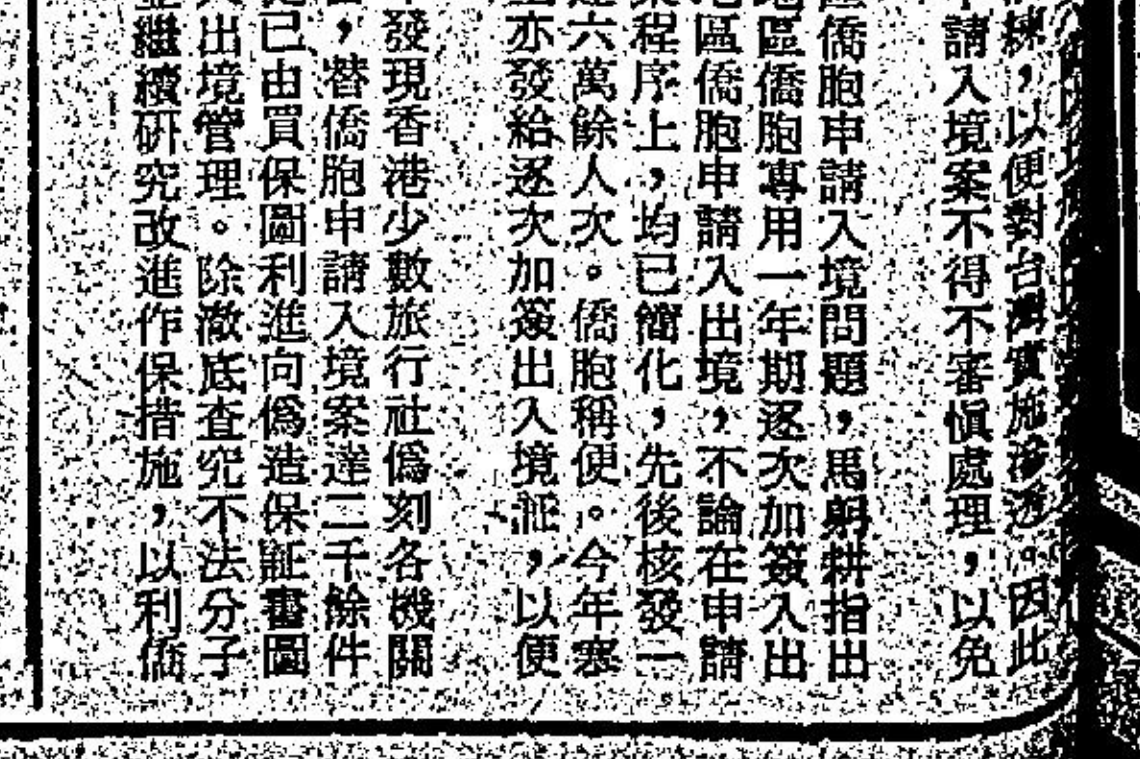 練，以便對台灣實施滲透。因此
請入境案不得不審慎處理，以免
僑胞申請入境問題，馬躬耕指出
區僑胞專用一年期逐次加簽入出
區僑胞申請入出境，不論在申請
程序上，均已簡化，先後核發一
六萬餘人次。僑胞稱便。今年寒
亦發給逐次加簽出入境証，以便
發現香港少數旅行社偽刻各機關
，替僑胞申請入境案達二千餘件
已由買保圖利進向偽造保証書圖
出境管理。除澈底查究不法分子
繼續研究改進作保措施，以利僑